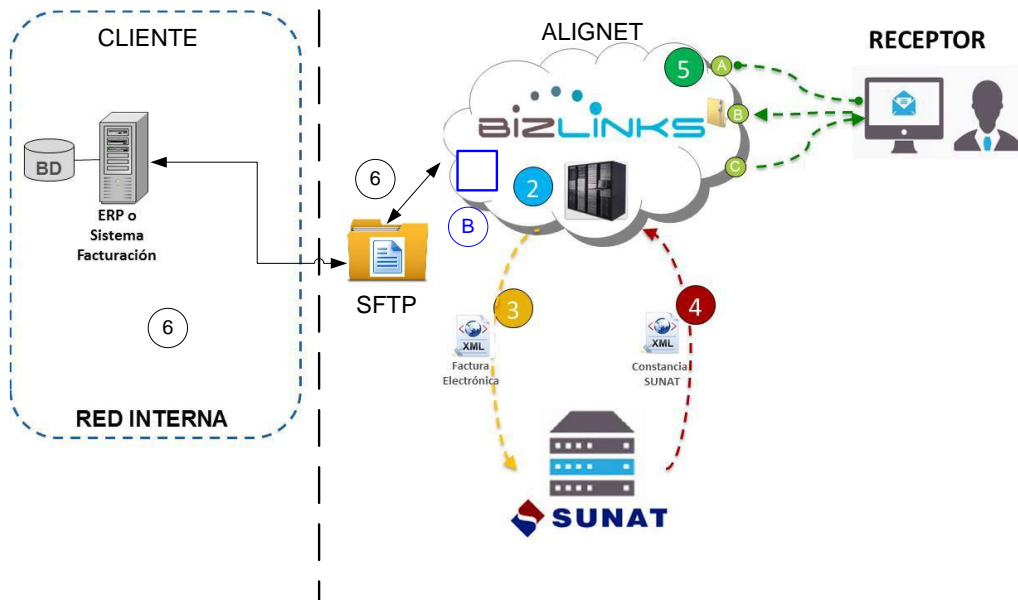 CLIENTE
ALIGNET
RECEPTOR
5
A
B
C
BIZLINKS
BD
ERP o
Sistema
Facturación
6
6
2
B
SFTP
3
4
XML
Factura
Electrónica
XML
Constancia
SUNAT
RED INTERNA
SUNAT